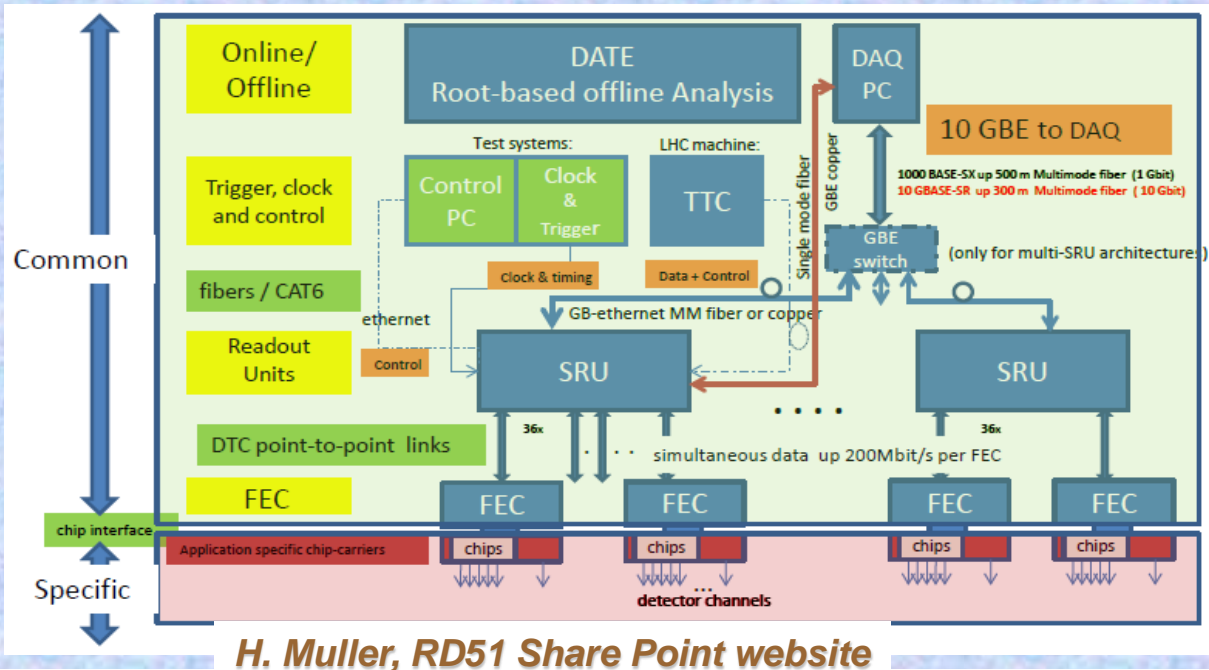 Online/
Offline
DATE
Root-based offline Analysis
DAQ
PC
10 GBE to DAQ
Test systems:
LHC machine:
Trigger, clock
and control
Control
PC
Clock
&
Trigger
TTC
Single mode fiber
GBE copper
1000 BASE-SX up 500 m Multimode fiber (1 Gbit)
10 GBASE-SR up 300 m Multimode fiber ( 10 Gbit)
GBE
switch
(only for multi-SRU architectures)
Common
fibers / CAT6
Clock & timing
Data + Control
ethernet
GB-ethernet MM fiber or copper
Readout
Units
Control
SRU
SRU
. . . .
36x
36x
DTC point-to-point links
. . . .
simultaneous data up 200Mbit/s per FEC
FEC
FEC
FEC
FEC
FEC
chip interface
Application specific chip-carriers
chips
chips
chips
chips
Specific
...
detector channels
H. Muller, RD51 Share Point website